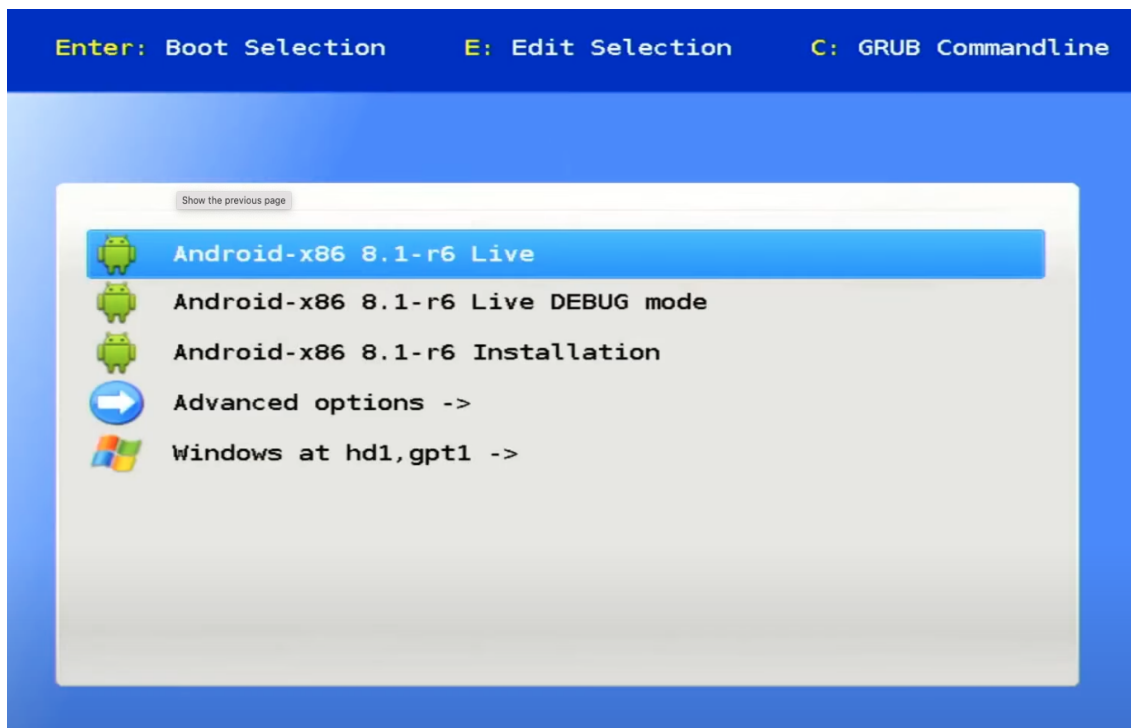 Enter: Boot Selection E: Edit Selection C: GRUB Commandline
Show the previous page
Android-x86 8.1-r6 Live
Android-x86 8.1-r6 Live DEBUG mode
Android-x86 8.1-r6 Installation
Advanced options ->
Windows at hd1,gpt1 ->